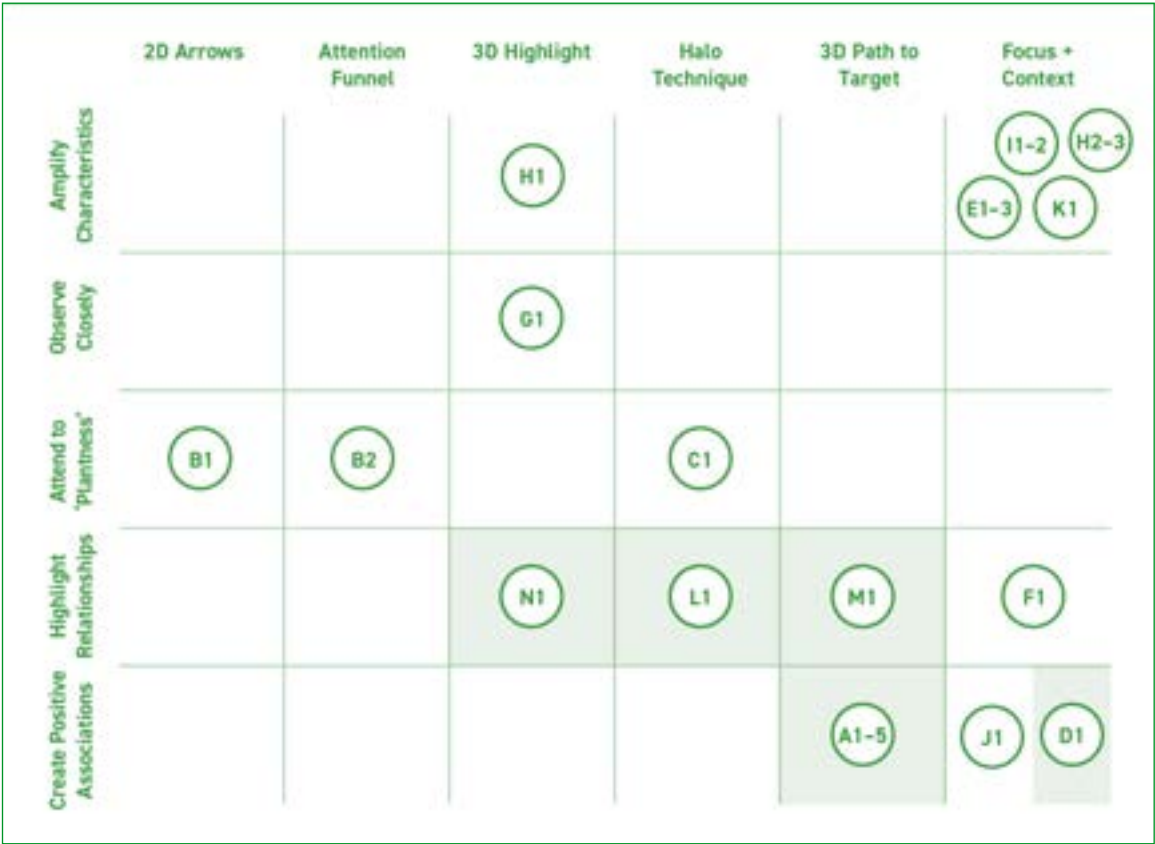 2D Arrows
Attention
Funnel
3D Highlight
Halo
Technique
3D Path to
Target
Focus +
Context
Amplify
Characteristics
H1
I1-2
H2-3
E1-3
K1
Observe
Closely
G1
Attend to
"Plantness"
B1
B2
C1
Highlight
Relationships
N1
L1
M1
F1
Create Positive
Associations
A1-5
J1
D1